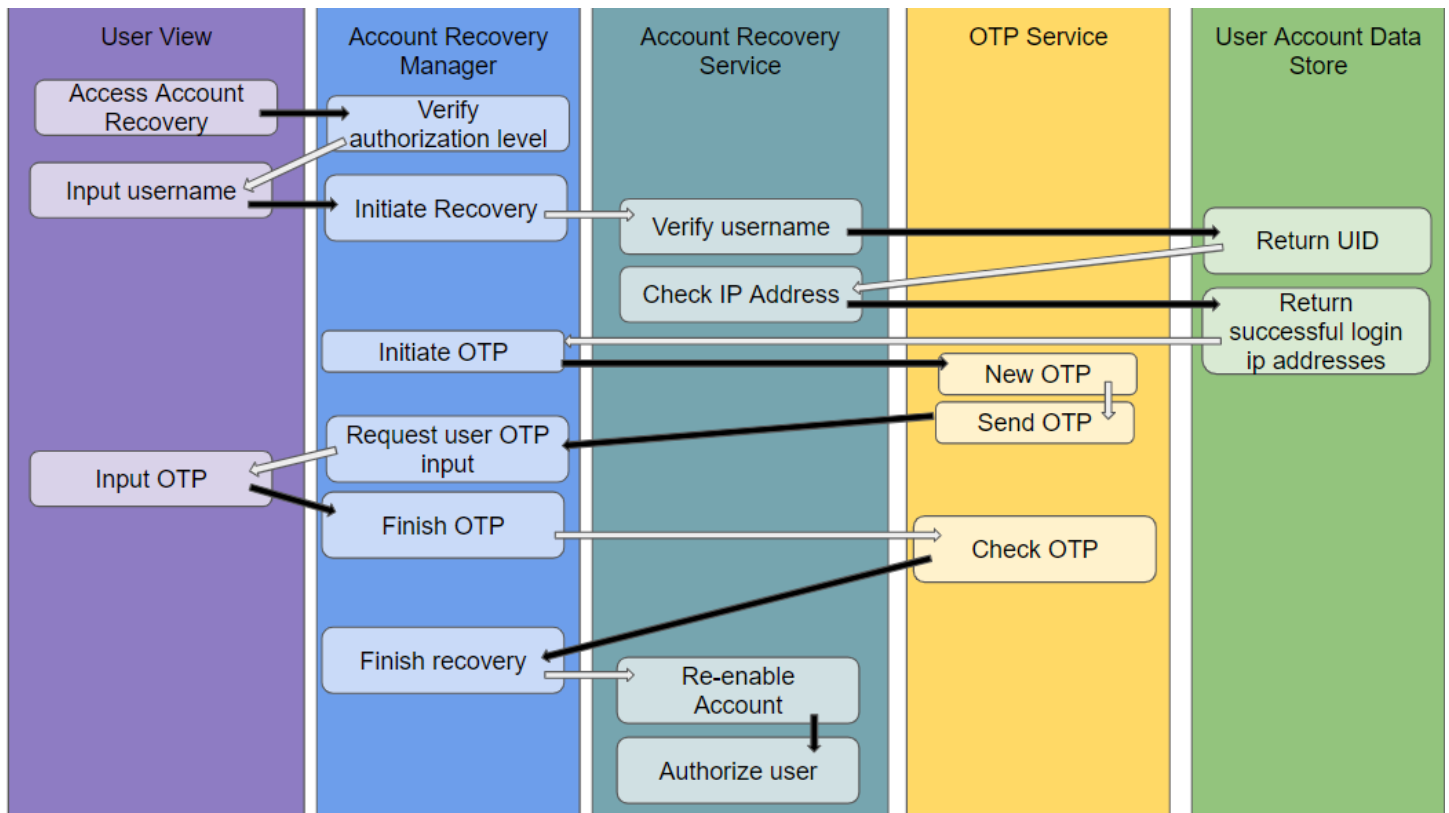 User View
Account Recovery
Manager
Account Recovery
Service
OTP Service
User Account Data
Store
Access Account
Recovery
Verify
authorization level
Input username
Initiate Recovery
Verify username
Return UID
Check IP Address
Return
successful login
ip addresses
Initiate OTP
New OTP
Send OTP
Request user OTP
input
Input OTP
Finish OTP
Check OTP
Finish recovery
Re-enable
Account
Authorize user